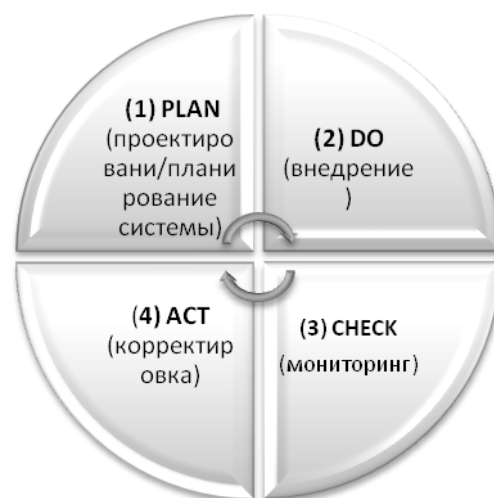 (1) PLAN
(проектиро
вани/плани
рование
системы)
(2) DO
(внедрение
)
(3) CHECK
(мониторинг)
(4) ACT
(корректир
овка)